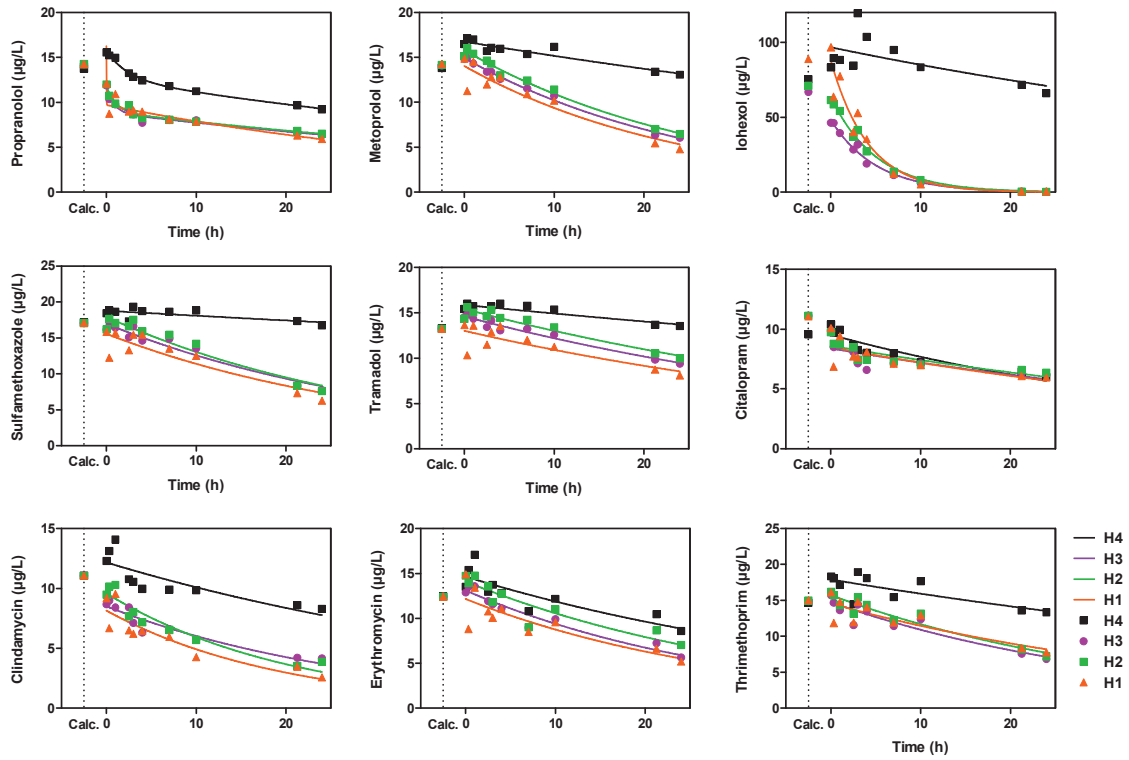 Propranolol (µg/L)
20
15
10
5
0
Calc. 0 10 20
Time (h)
Metoprolol (µg/L)
20
15
10
5
0
Calc. 0 10 20
Time (h)
Iohexol (µg/L)
100
50
0
Calc. 0 10 20
Sulfamethoxazole (µg/L)
25
20
15
10
5
0
Calc. 0 10 20
Time (h)
Tramadol (µg/L)
20
15
10
5
0
Calc. 0 10 20
Time (h)
Citalopram (µg/L)
15
10
5
0
Calc. 0 10 20
Clindamycin (µg/L)
15
10
5
0
Calc. 0 10 20
Erythromycin (µg/L)
20
15
10
5
0
Calc. 0 10 20
Thrimethoprim (µg/L)
25
20
15
10
5
0
Calc. 0 10 20
Time (h)
H4
H3
H2
H1
H4
H3
H2
H1